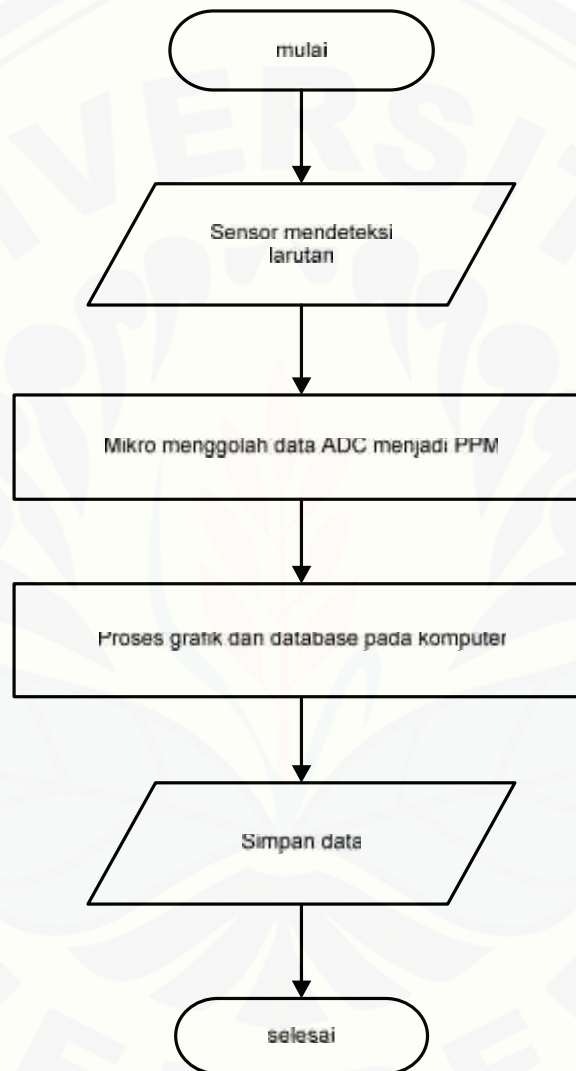 mulai
Sensor mendeteksi
larutan
Mikro menggolah data ADC menjadi PPM
Proses grafik dan database pada komputer
Simpan data
selesai